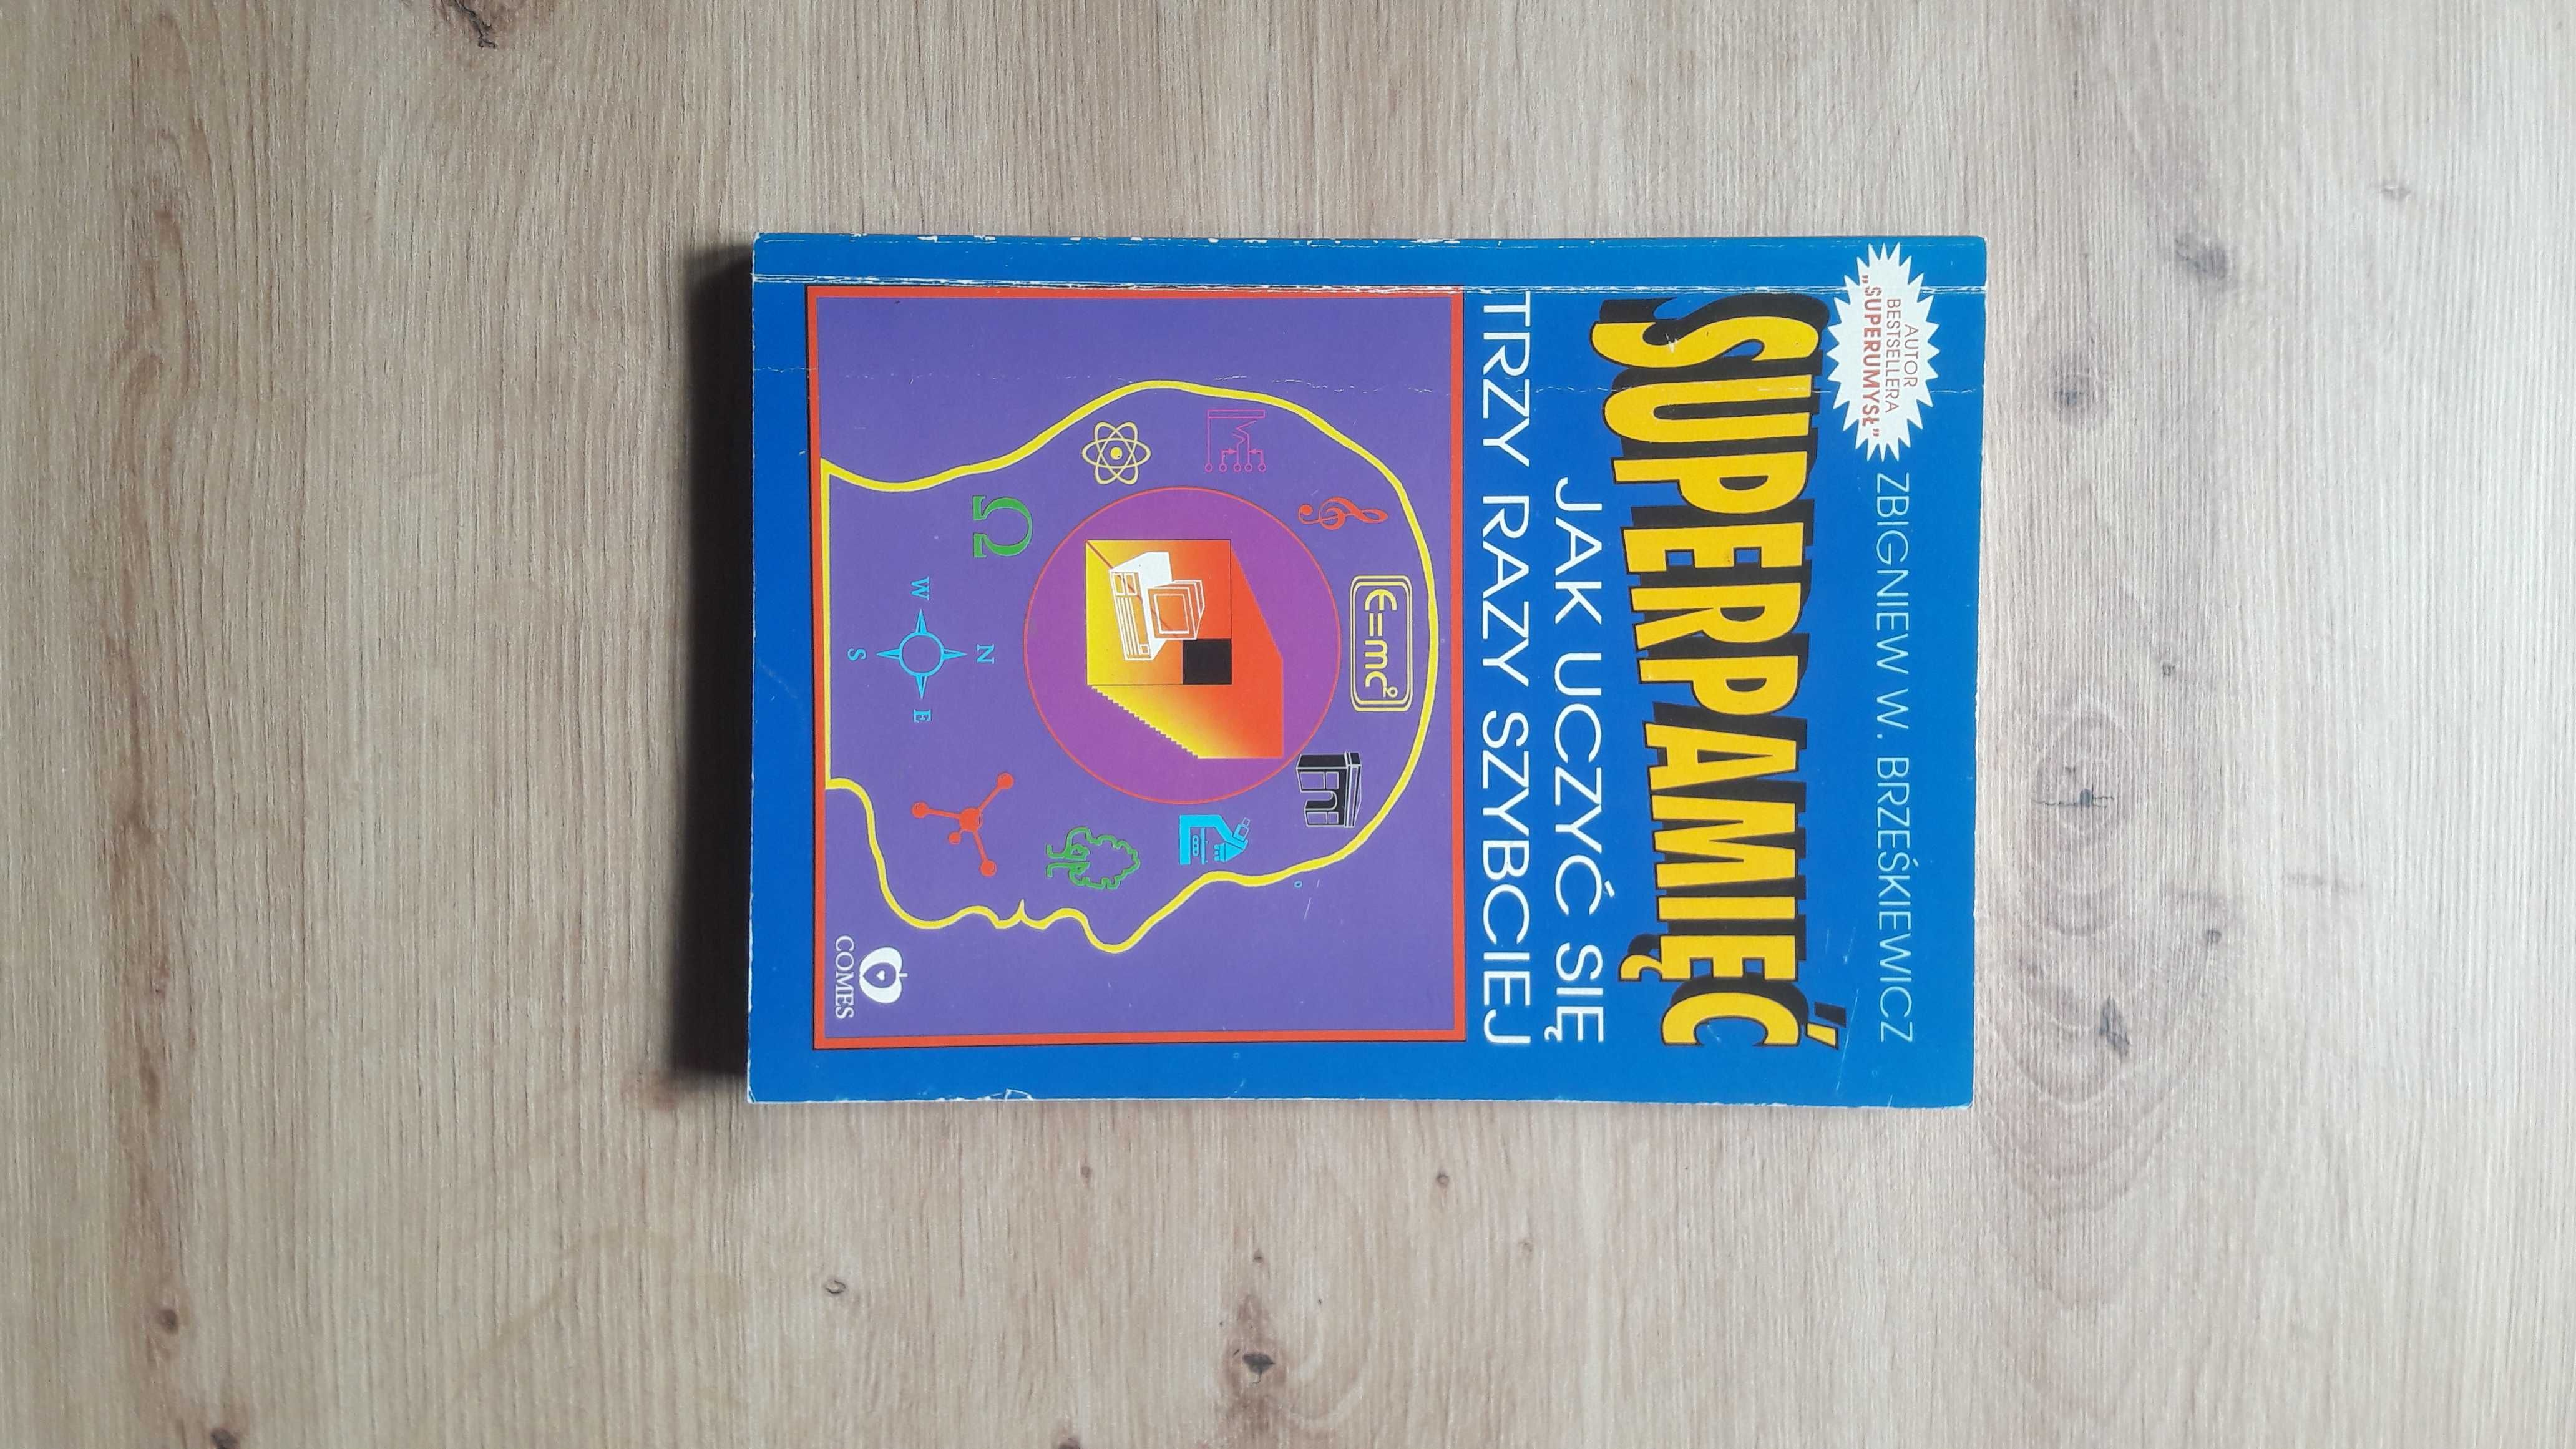 AUTOR
BESTSELLERA
„SUPERUMYSŁ”
ZBIGNIEW W. BRZEŚKIEWICZ
SUPERPAMIĘĆ
JAK UCZYĆ SIĘ
TRZY RAZY SZYBCIEJ
E=mc²
Ω
N
W
E
S
COMES